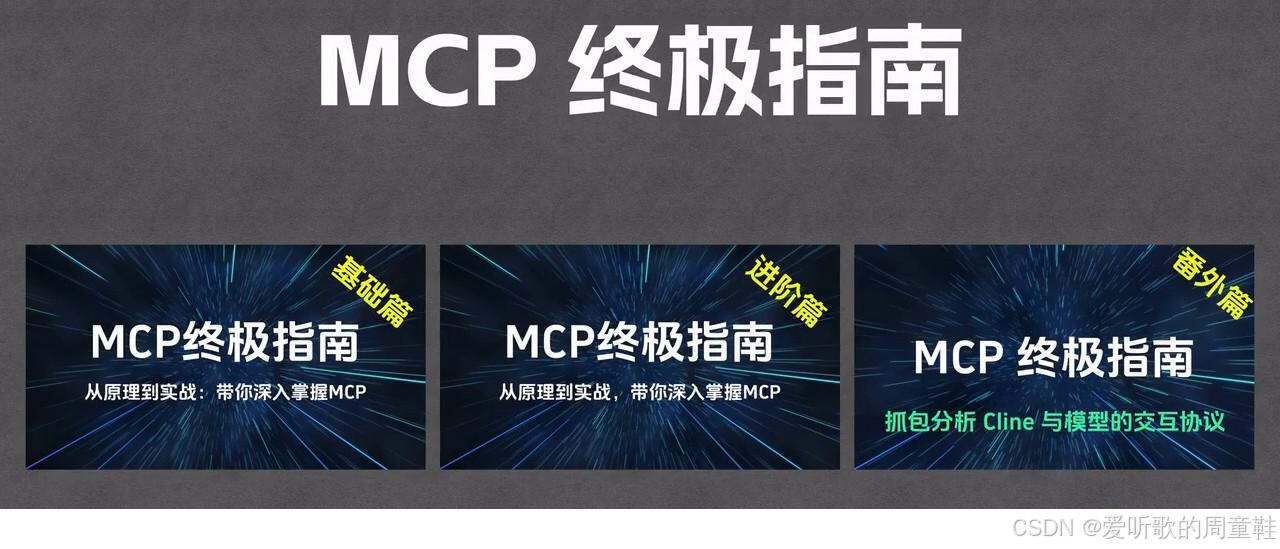 MCP 终极指南
基础篇
MCP终极指南
从原理到实战：带你深入掌握MCP
进阶篇
MCP终极指南
从原理到实战，带你深入掌握MCP
番外篇
MCP 终极指南
抓包分析 Cline 与模型的交互协议
CSDN @爱听歌的周童鞋